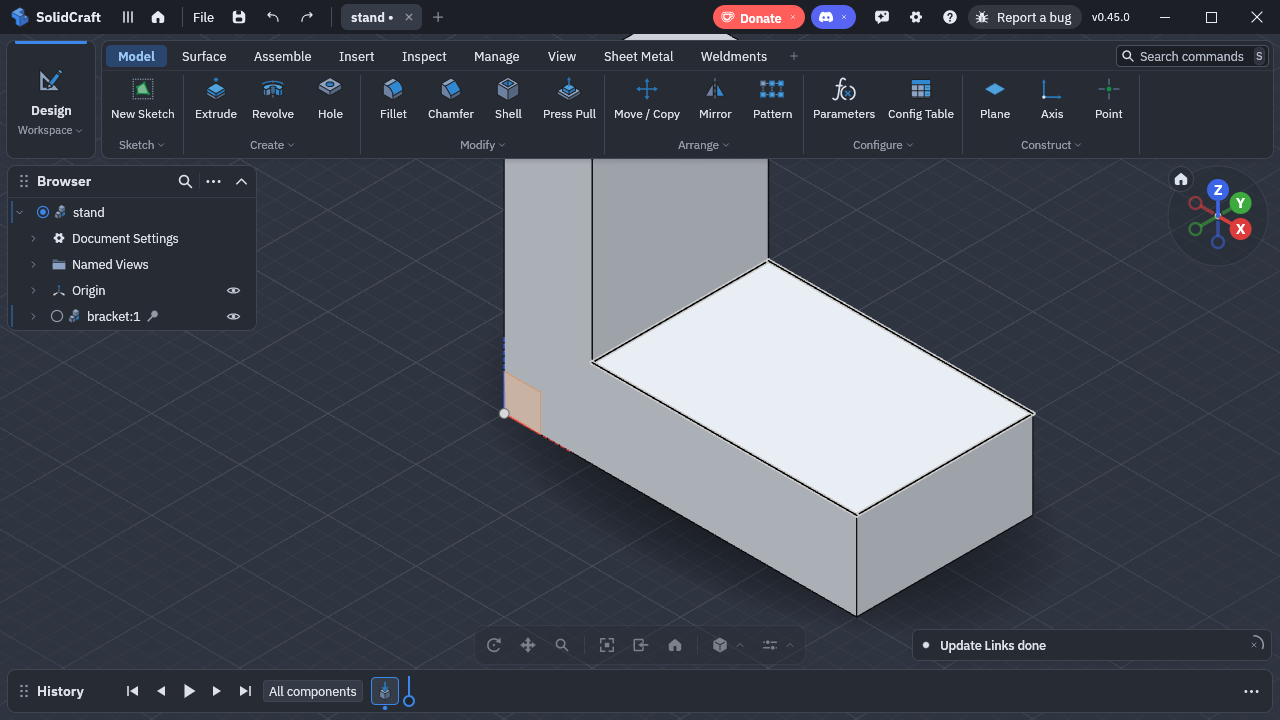 SolidCraft
File
stand •
Donate
Report a bug
v0.45.0
Design
Workspace
Model
Surface
Assemble
Insert
Inspect
Manage
View
Sheet Metal
Weldments
Search commands
S
New Sketch
Extrude
Revolve
Hole
Fillet
Chamfer
Shell
Press Pull
Move / Copy
Mirror
Pattern
Parameters
Config Table
Plane
Axis
Point
Sketch
Create
Modify
Arrange
Configure
Construct
Browser
stand
Document Settings
Named Views
Origin
bracket:1
Z
Y
X
Update Links done
History
All components